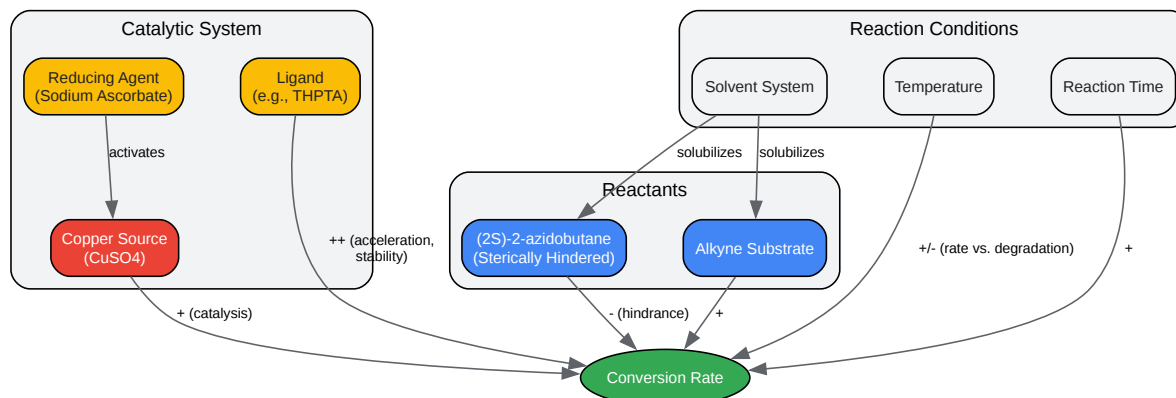 Catalytic System
Reaction Conditions
Reducing Agent
(Sodium Ascorbate)
Ligand
(e.g., THPTA)
Solvent System
Temperature
Reaction Time
activates
solubilizes
solubilizes
Reactants
Copper Source
(CuSO4)
++ (acceleration,
stability)
(2S)-2-azidobutane
(Sterically Hindered)
Alkyne Substrate
+/- (rate vs. degradation)
+
+ (catalysis)
- (hindrance)
+
Conversion Rate